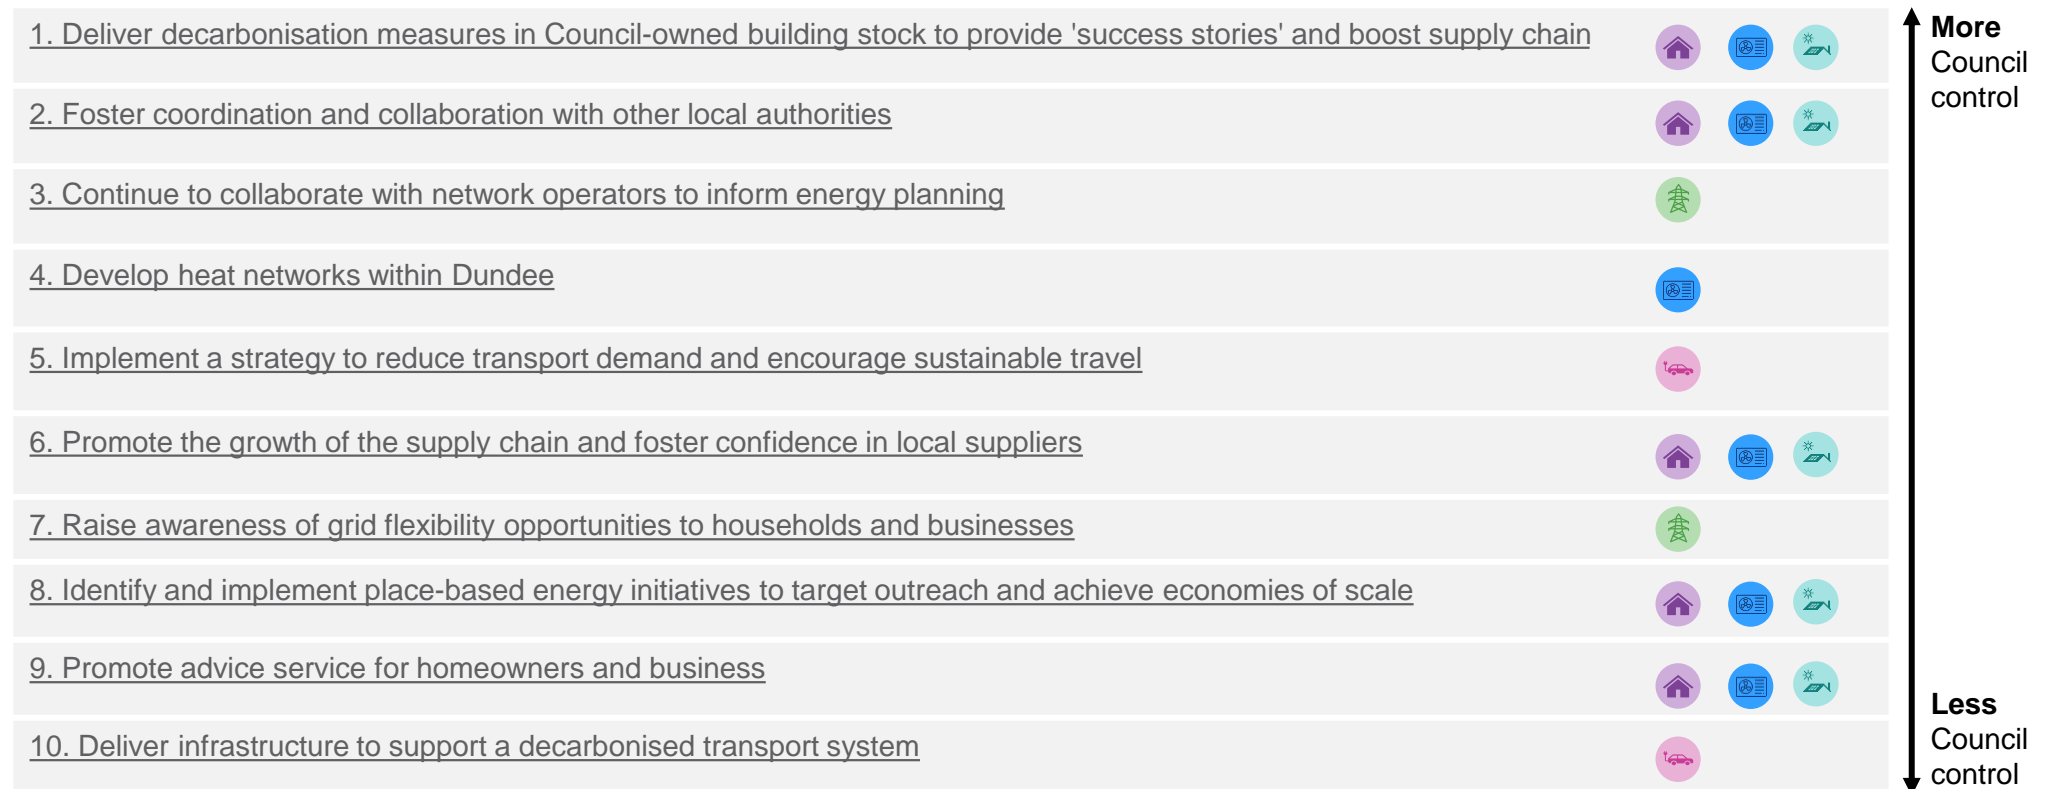 1. Deliver decarbonisation measures in Council-owned building stock to provide 'success stories' and boost supply chain
2. Foster coordination and collaboration with other local authorities
3. Continue to collaborate with network operators to inform energy planning
4. Develop heat networks within Dundee
5. Implement a strategy to reduce transport demand and encourage sustainable travel
6. Promote the growth of the supply chain and foster confidence in local suppliers
7. Raise awareness of grid flexibility opportunities to households and businesses
8. Identify and implement place-based energy initiatives to target outreach and achieve economies of scale
9. Promote advice service for homeowners and business
10. Deliver infrastructure to support a decarbonised transport system
More
Council
control
Less
Council
control